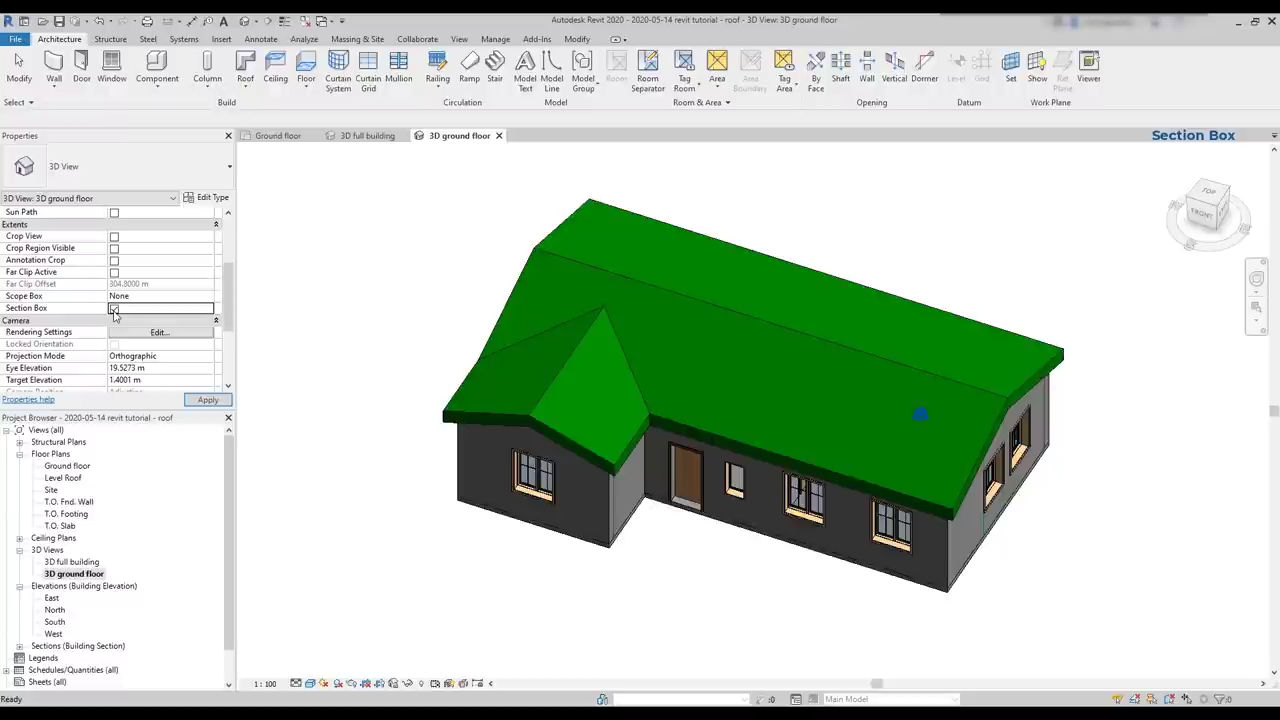 Autodesk Revit 2020 - 2020-05-14 revit tutorial - roof - 3D View: 3D ground floor
File Architecture Structure Steel Systems Insert Annotate Analyze Massing & Site Collaborate View Manage Add-Ins Modify
Modify Wall Door Window Component Column Roof Ceiling Floor Curtain System Curtain Grid Mullion Railing Ramp Stair Model Text Model Line Model Group Room Room Separator Tag Room Area Area Boundary Tag Area By Face Shaft Wall Vertical Dormer Level Grid Set Show Ref Plane Viewer
Select Build Circulation Model Room & Area Opening Datum Work Plane
Properties
Ground floor 3D full building 3D ground floor
Section Box
3D View
3D View: 3D ground floor Edit Type
Sun Path
Extents
Crop View
Crop Region Visible
Annotation Crop
Far Clip Active
Far Clip Offset 304.8000 m
Scope Box None
Section Box
Camera
Rendering Settings Edit...
Locked Orientation
Projection Mode Orthographic
Eye Elevation 19.5273 m
Target Elevation 1.4001 m
Properties help Apply
Project Browser - 2020-05-14 revit tutorial - roof
Views (all)
Structural Plans
Floor Plans
Ground floor
Level Roof
Site
T.O. Fnd. Wall
T.O. Footing
T.O. Slab
Ceiling Plans
3D Views
3D full building
3D ground floor
Elevations (Building Elevation)
East
North
South
West
Sections (Building Section)
Legends
Schedules/Quantities (all)
Sheets (all)
TOP
FRONT
1 : 100
Ready :0 Main Model :0